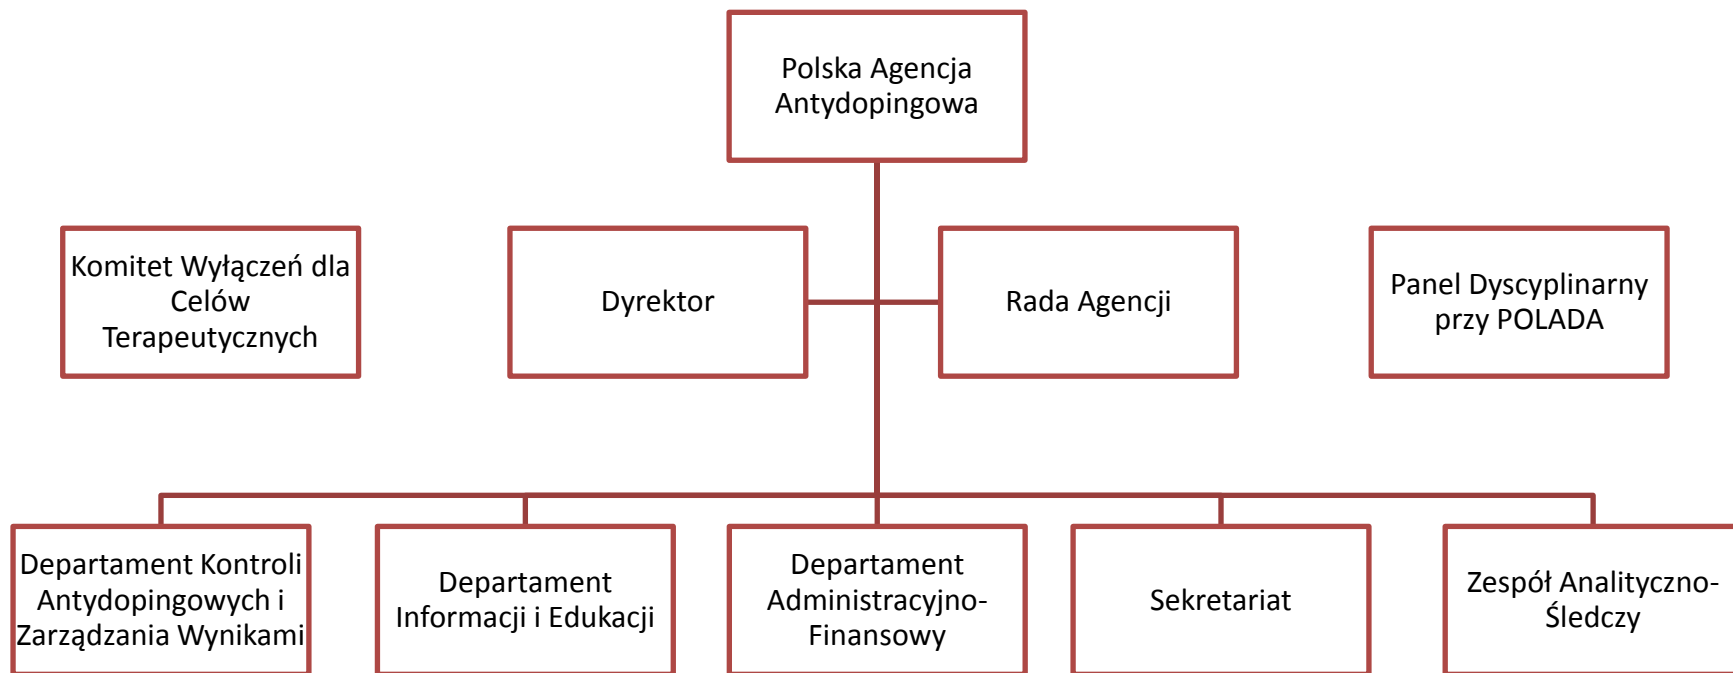 Polska Agencja
Antydopingowa
Komitet Wyłączeń dla
Celów
Terapeutycznych
Dyrektor
Rada Agencji
Panel Dyscyplinarny
przy POLADA
Departament Kontroli
Antydopingowych i
Zarządzania Wynikami
Departament
Informacji i Edukacji
Departament
Administracyjno-
Finansowy
Sekretariat
Zespół Analityczno-
Śledczy